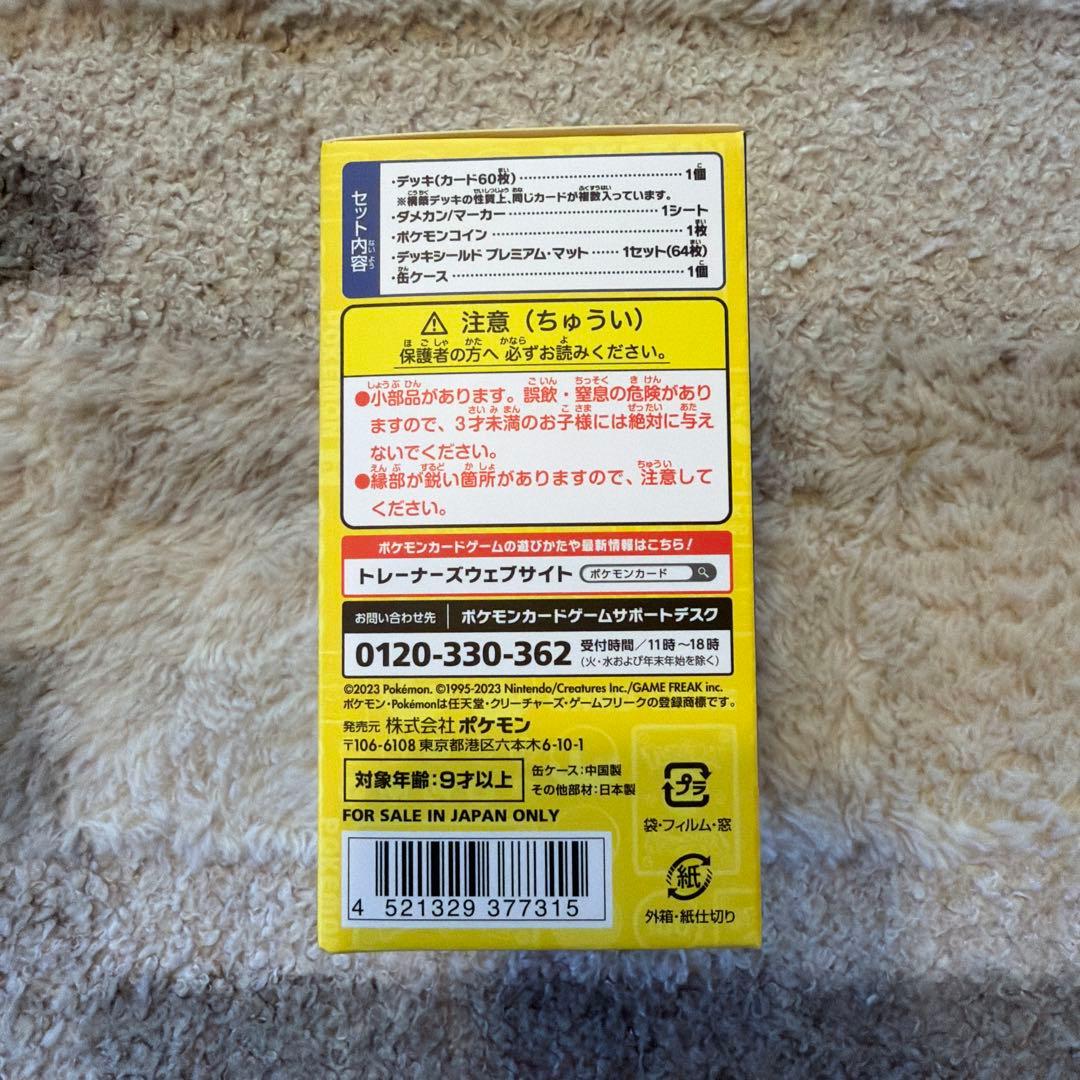 セット内容
・デッキ(カード60枚) 1個
※構築デッキの性質上、同じカードが複数入っています。
・ダメカン/マーカー 1シート
・ポケモンコイン 1枚
・デッキシールド プレミアム・マット 1セット(64枚)
・缶ケース 1個
⚠ 注意(ちゅうい)
保護者の方へ 必ずお読みください。
●小部品があります。誤飲・窒息の危険があり
ますので、3才未満のお子様には絶対に与え
ないでください。
●縁部が鋭い箇所がありますので、注意して
ください。
ポケモンカードゲームの遊びかたや最新情報はこちら!
トレーナーズウェブサイト ポケモンカード
お問い合わせ先 ポケモンカードゲームサポートデスク
0120-330-362 受付時間/11時~18時
(火・水および年末年始を除く)
©2023 Pokémon. ©1995-2023 Nintendo/Creatures Inc./GAME FREAK inc.
ポケモン・Pokémonは任天堂・クリーチャーズ・ゲームフリークの登録商標です。
発売元 株式会社ポケモン
〒106-6108 東京都港区六本木6-10-1
対象年齢:9才以上
缶ケース:中国製
その他部材:日本製
FOR SALE IN JAPAN ONLY
4 521329 377315
プラ
袋・フィルム・窓
紙
外箱・紙仕切り